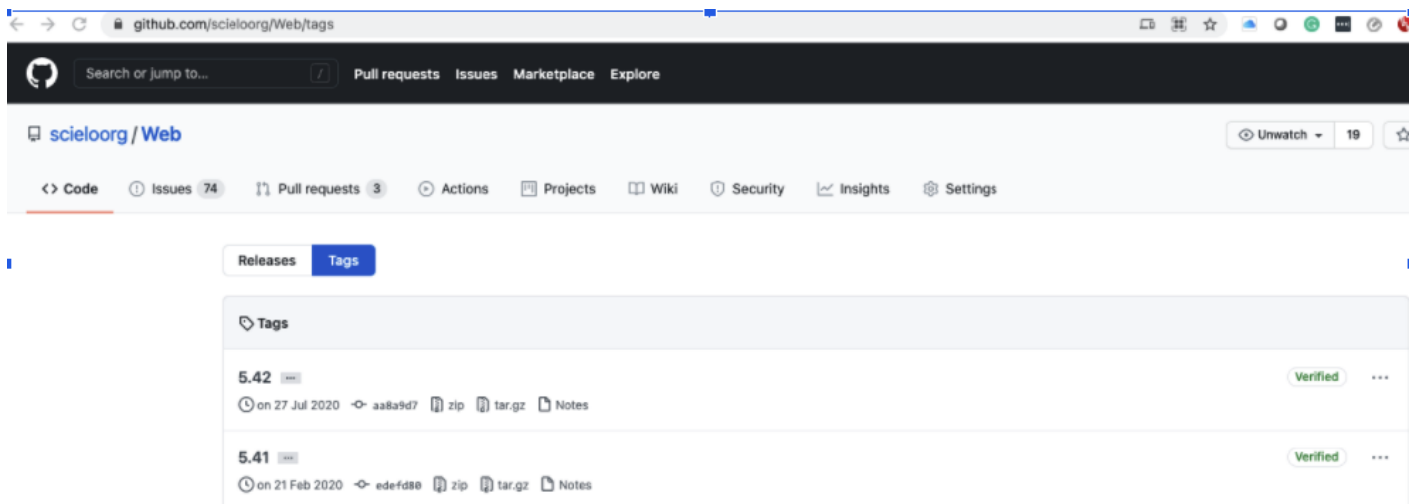 github.com/scieloorg/Web/tags
Search or jump to... / Pull requests Issues Marketplace Explore
scieloorg / Web Unwatch 19
<> Code Issues 74 Pull requests 3 Actions Projects Wiki Security Insights Settings
Releases Tags
Tags
5.42 ... Verified ...
on 27 Jul 2020 aa8a9d7 zip tar.gz Notes
5.41 ... Verified ...
on 21 Feb 2020 edefd80 zip tar.gz Notes